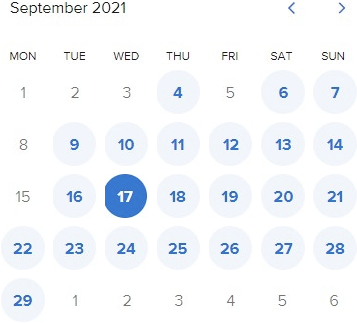 September 2021
MON TUE WED THU FRI SAT SUN
1 2 3 4 5 6 7
8 9 10 11 12 13 14
15 16 17 18 19 20 21
22 23 24 25 26 27 28
29 1 2 3 4 5 6